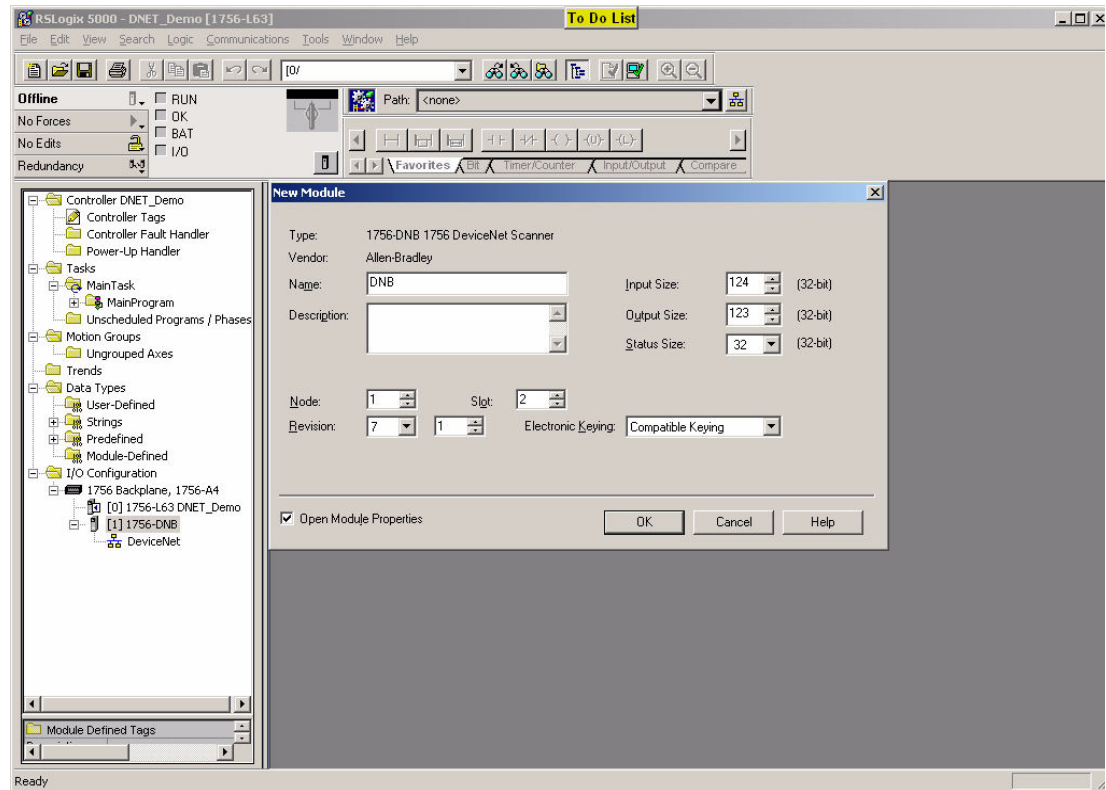 RSLogix 5000 - DNET_Demo [1756-L63]
To Do List
File Edit View Search Logic Communications Tools Window Help
[0/
Offline
RUN
Path: <none>
No Forces
OK
No Edits
BAT
Redundancy
I/O
Favorites Bit Timer/Counter Input/Output Compare
Controller DNET_Demo
Controller Tags
Controller Fault Handler
Power-Up Handler
Tasks
MainTask
MainProgram
Unscheduled Programs / Phases
Motion Groups
Ungrouped Axes
Trends
Data Types
User-Defined
Strings
Predefined
Module-Defined
I/O Configuration
1756 Backplane, 1756-A4
[0] 1756-L63 DNET_Demo
[1] 1756-DNB
DeviceNet
Module Defined Tags
New Module
Type: 1756-DNB 1756 DeviceNet Scanner
Vendor: Allen-Bradley
Name: DNB Input Size: 124 (32-bit)
Description: Output Size: 123 (32-bit)
Status Size: 32 (32-bit)
Node: 1 Slot: 2
Revision: 7 1 Electronic Keying: Compatible Keying
Open Module Properties OK Cancel Help
Ready